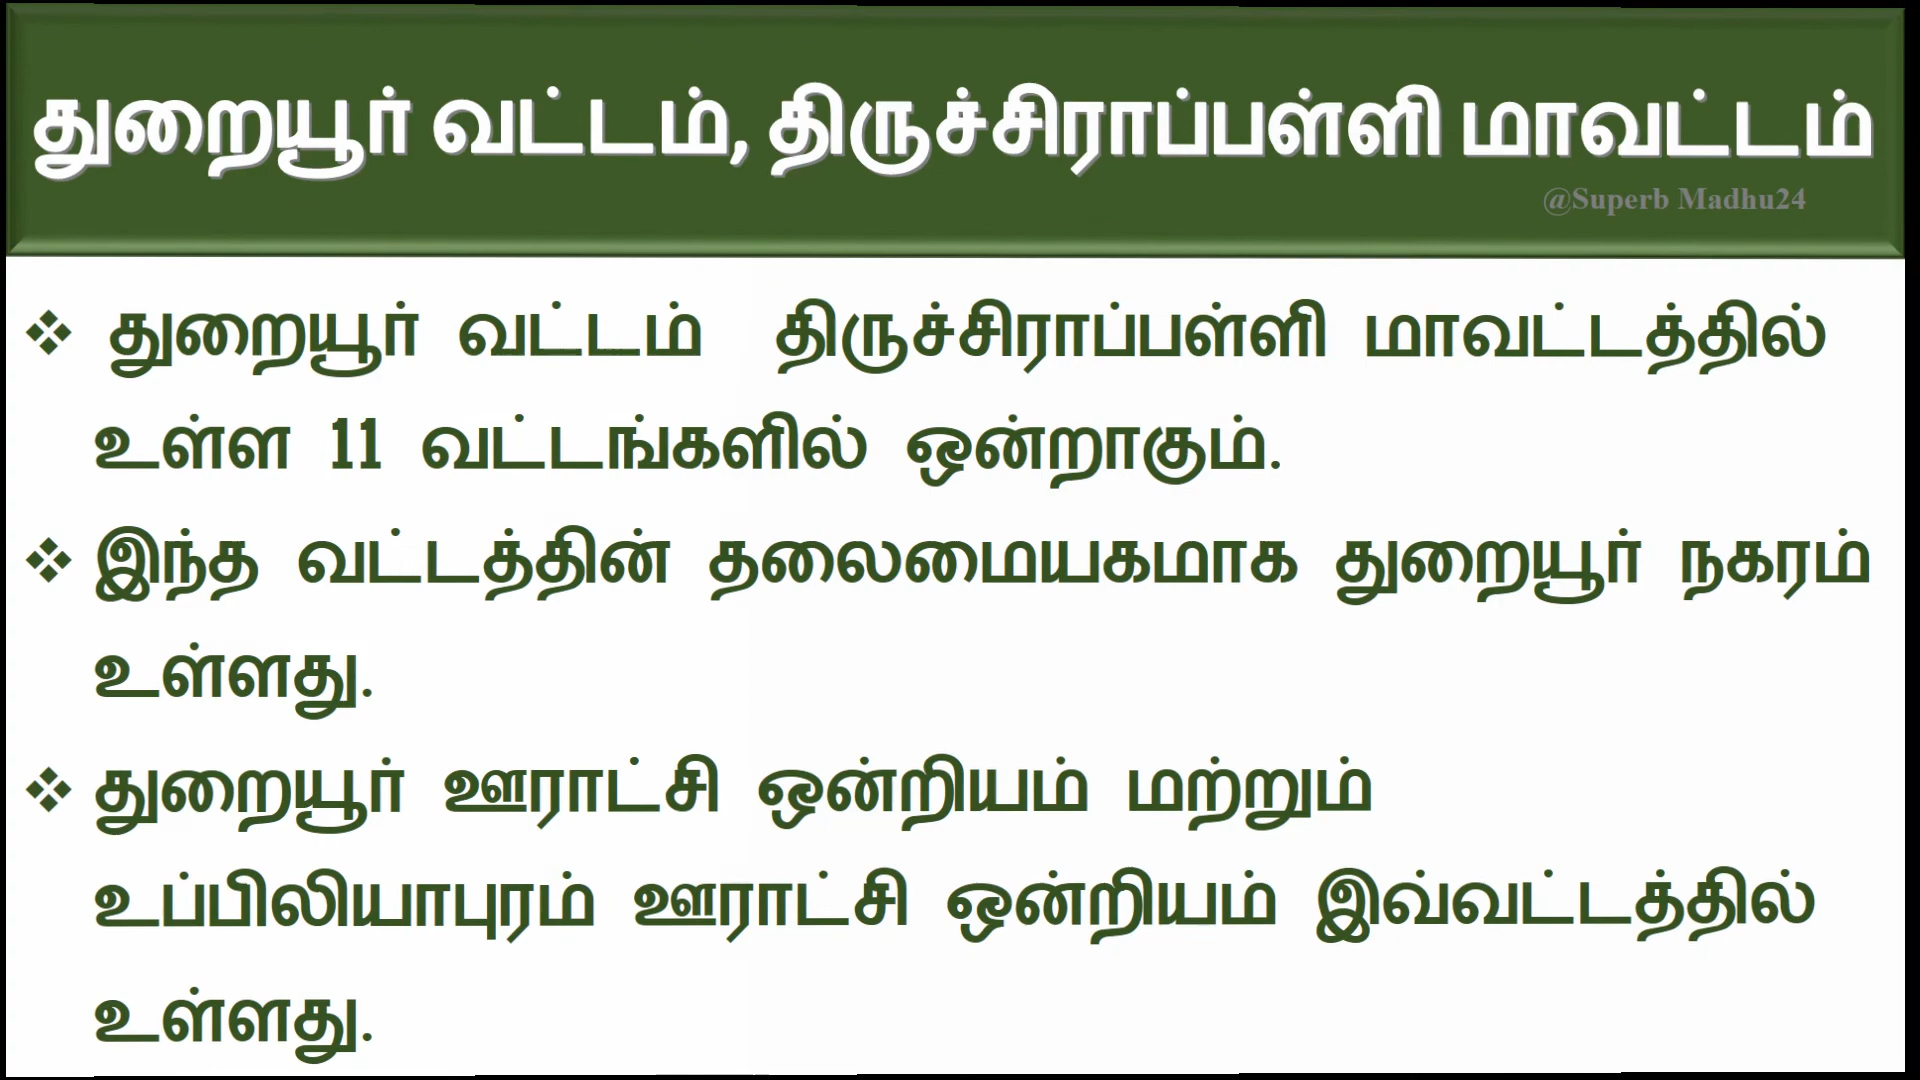 துறையூர் வட்டம், திருச்சிராப்பள்ளி மாவட்டம்
@Superb Madhu24
❖ துறையூர் வட்டம் திருச்சிராப்பள்ளி மாவட்டத்தில்
உள்ள 11 வட்டங்களில் ஒன்றாகும்.
❖ இந்த வட்டத்தின் தலைமையகமாக துறையூர் நகரம்
உள்ளது.
❖ துறையூர் ஊராட்சி ஒன்றியம் மற்றும்
உப்பிலியாபுரம் ஊராட்சி ஒன்றியம் இவ்வட்டத்தில்
உள்ளது.